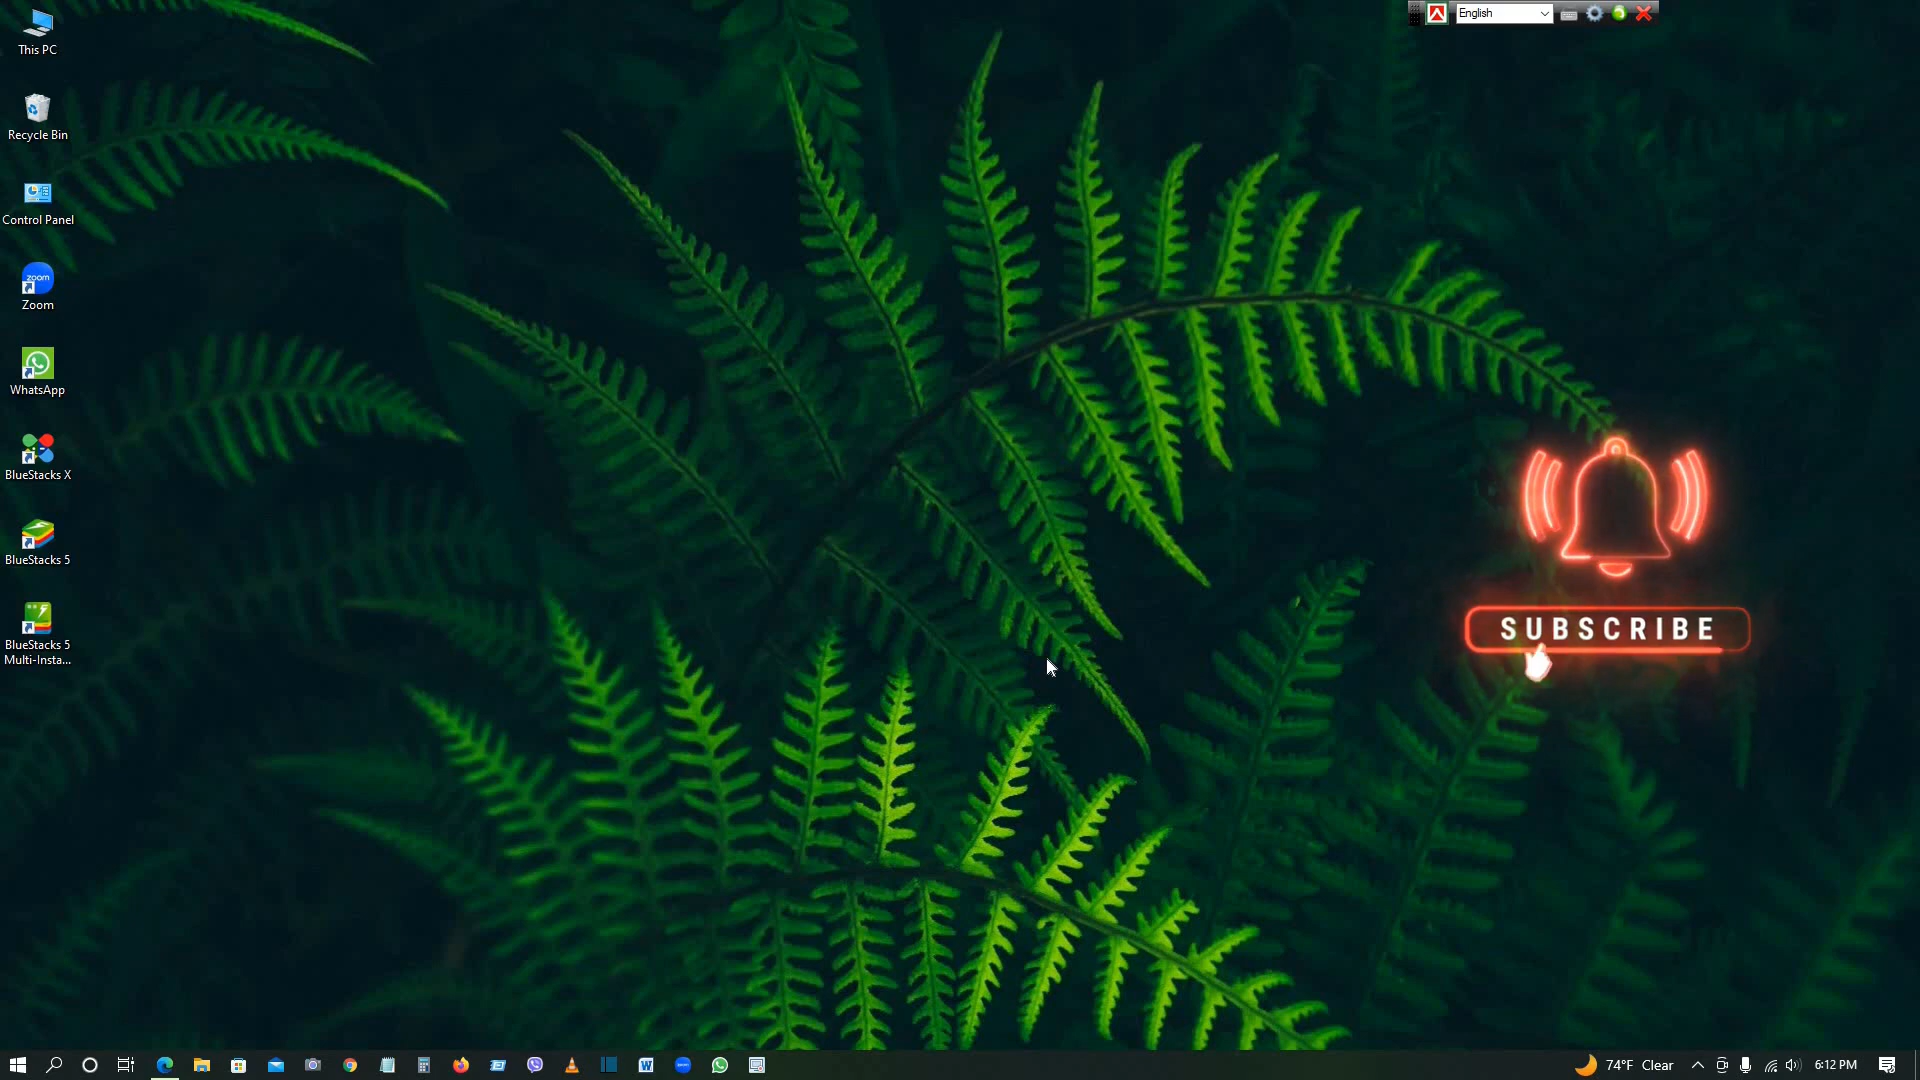 This PC
English
Recycle Bin
Control Panel
zoom
Zoom
WhatsApp
BlueStacks X
BlueStacks 5
BlueStacks 5
Multi-Insta...
SUBSCRIBE
74°F Clear
6:12 PM